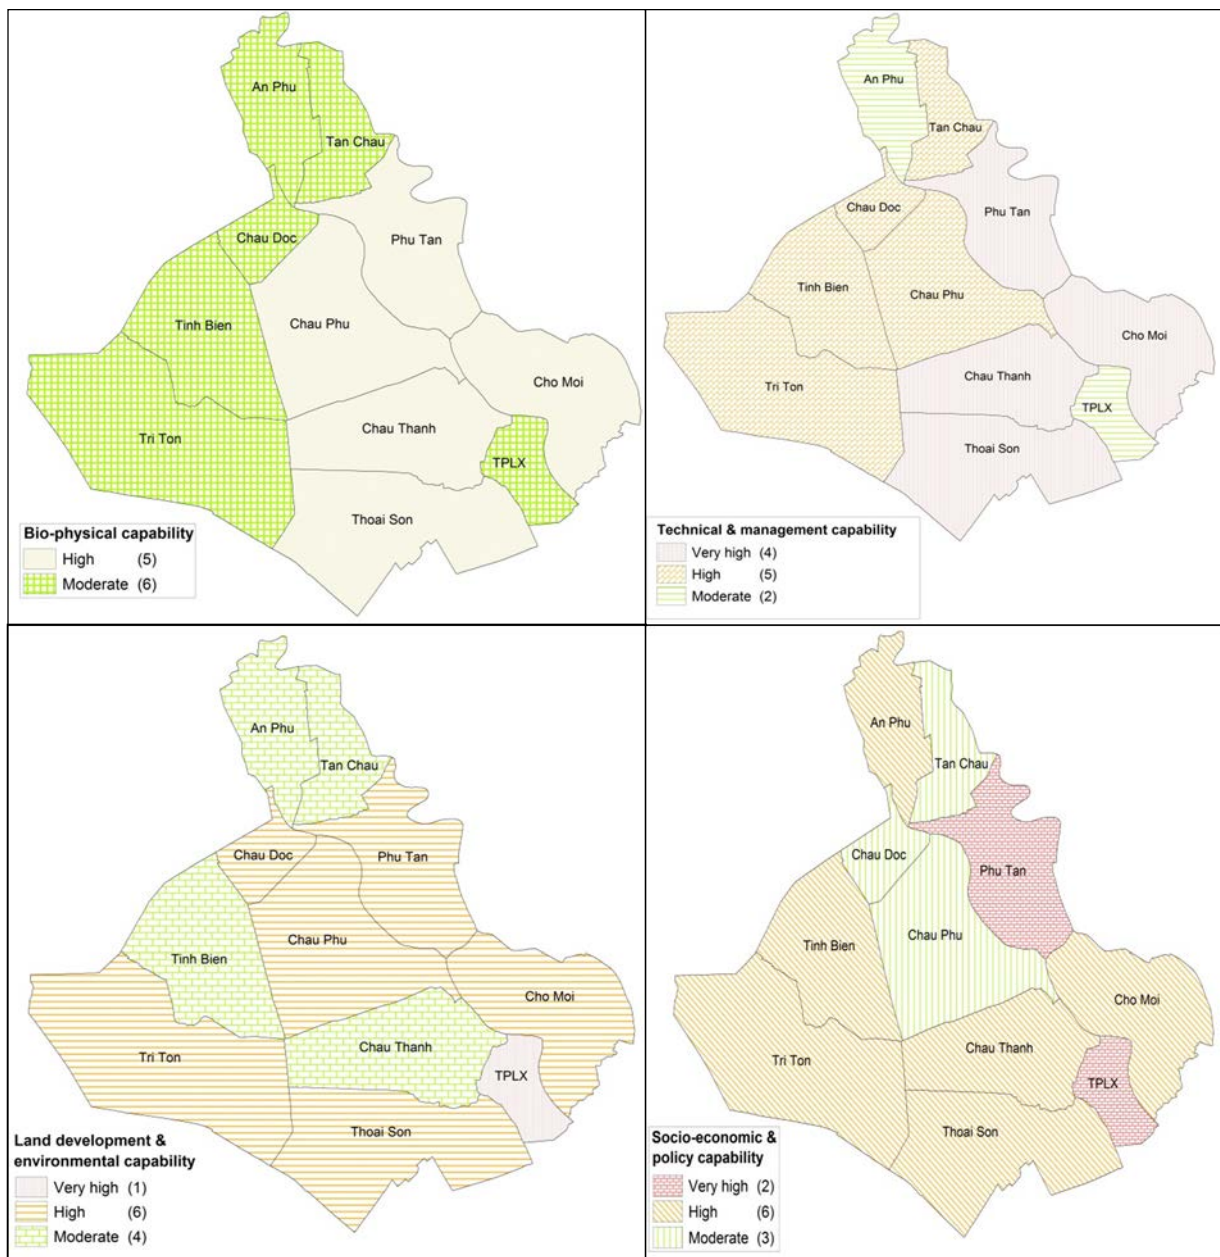 An Phu
Tan Chau
Chau Doc
Phu Tan
Tinh Bien
Chau Phu
Cho Moi
Tri Ton
Chau Thanh
TPLX
Thoai Son
Bio-physical capability
High (5)
Moderate (6)
An Phu
Tan Chau
Chau Doc
Phu Tan
Tinh Bien
Chau Phu
Cho Moi
Chau Thanh
Tri Ton
TPLX
Thoai Son
Technical & management capability
Very high (4)
High (5)
Moderate (2)
An Phu
Tan Chau
Chau Doc
Phu Tan
Chau Phu
Tinh Bien
Cho Moi
Chau Thanh
Tri Ton
TPLX
Thoai Son
Land development &
environmental capability
Very high (1)
High (6)
Moderate (4)
An Phu
Tan Chau
Chau Doc
Phu Tan
Chau Phu
Tinh Bien
Cho Moi
Chau Thanh
Tri Ton
TPLX
Thoai Son
Socio-economic &
policy capability
Very high (2)
High (6)
Moderate (3)